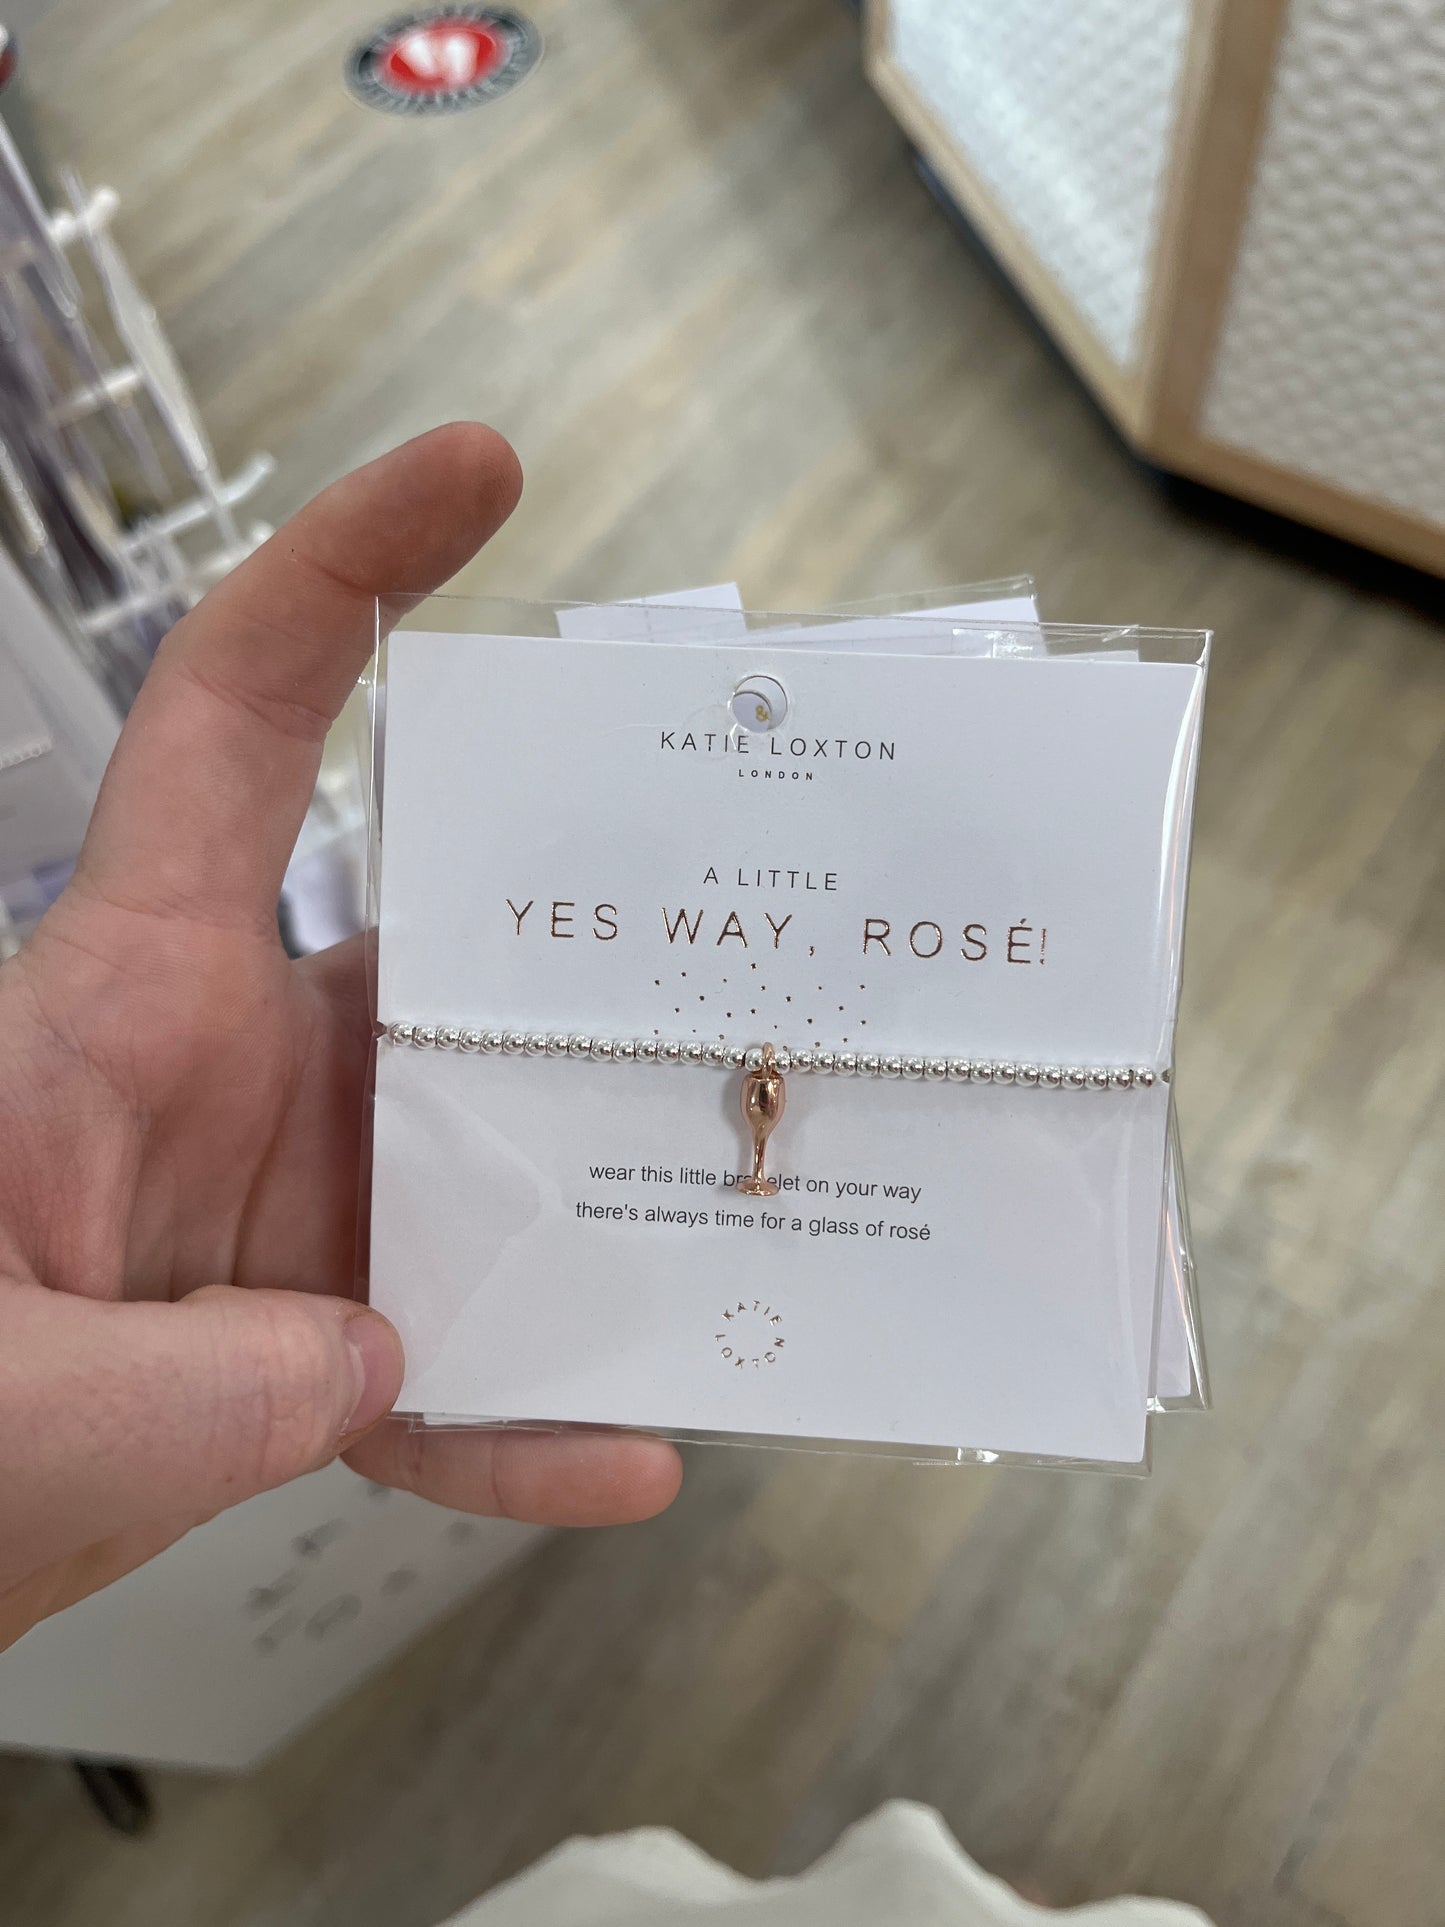 &
KATIE LOXTON
LONDON
A LITTLE
YES WAY, ROSÉ!
wear this little bracelet on your way
there's always time for a glass of rosé
KATIE LOXTON